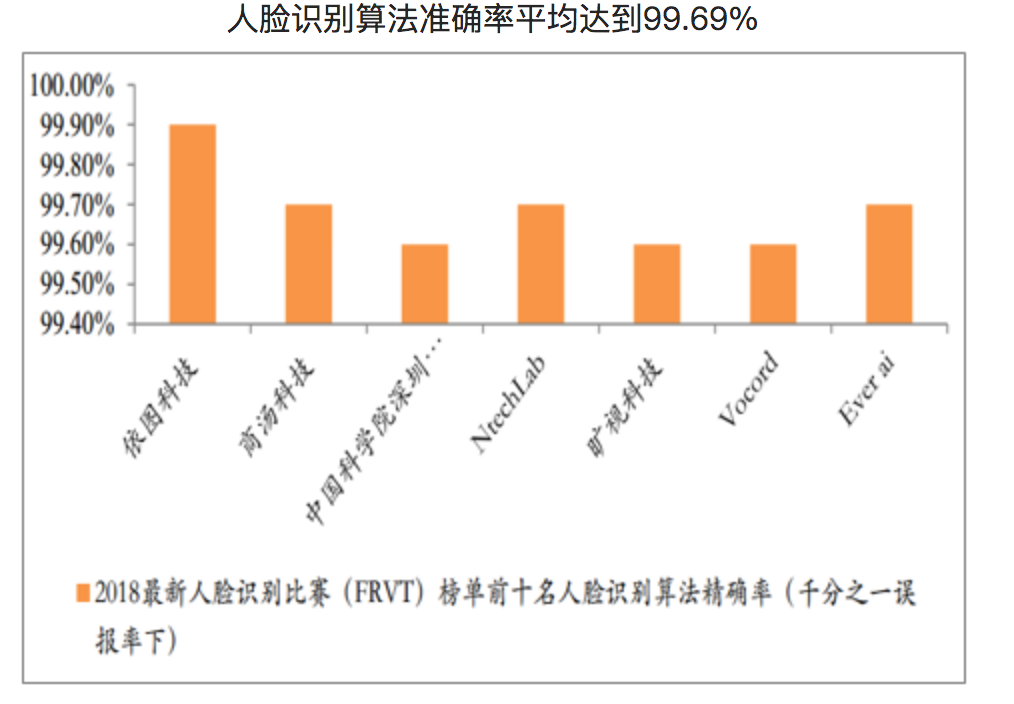 人脸识别算法准确率平均达到99.69%
100.00%
99.90%
99.80%
99.70%
99.60%
99.50%
99.40%
依图科技
商汤科技
中国科学院深圳…
NtechLab
旷视科技
Vocord
Ever ai
2018最新人脸识别比赛（FRVT）榜单前十名人脸识别算法精确率（千分之一误
报率下）